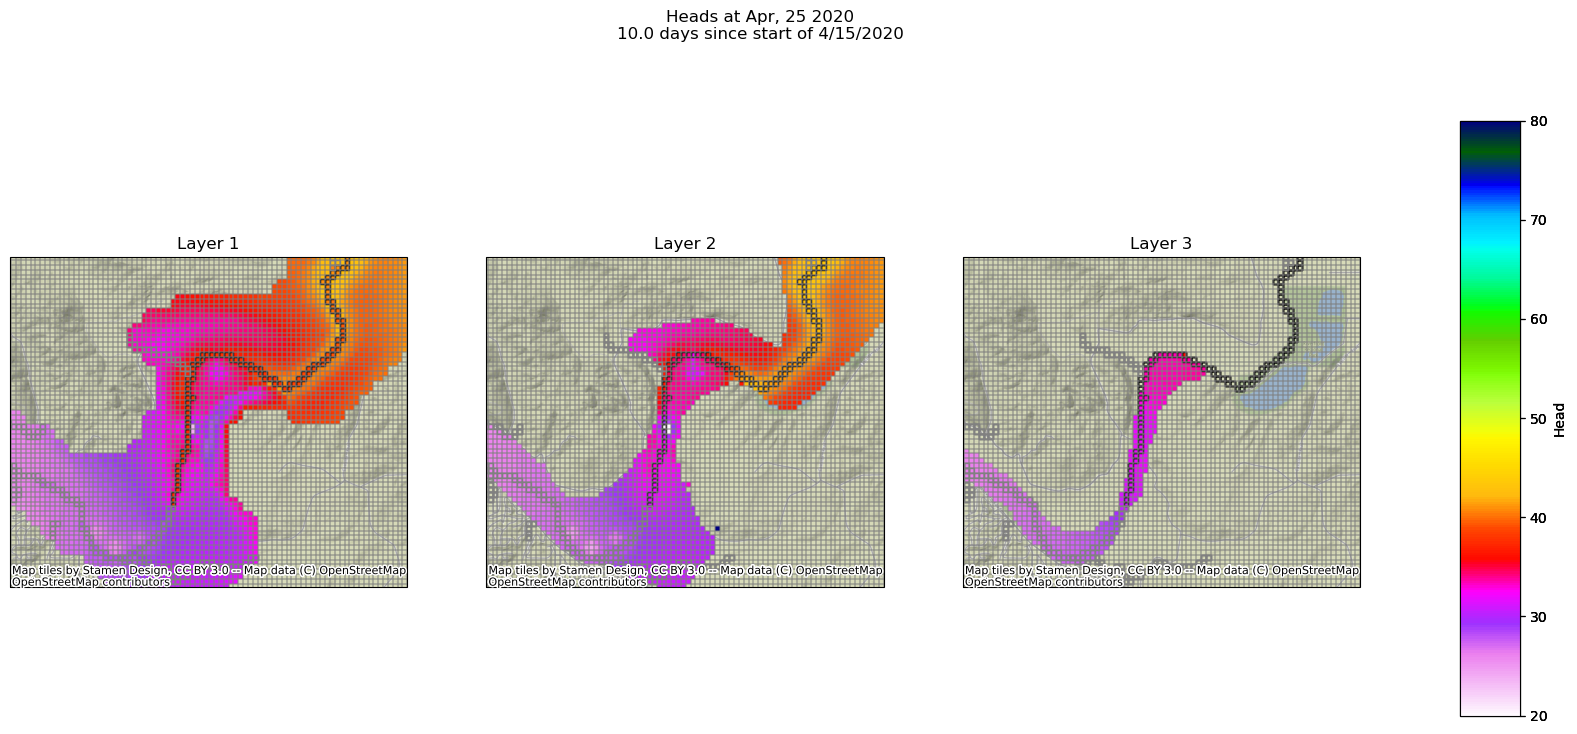 Heads at Apr, 25 2020
10.0 days since start of 4/15/2020
Layer 1
Layer 2
Layer 3
Map tiles by Stamen Design, CC BY 3.0 -- Map data (C) OpenStreetMap
OpenStreetMap contributors
Map tiles by Stamen Design, CC BY 3.0 -- Map data (C) OpenStreetMap
OpenStreetMap contributors
Map tiles by Stamen Design, CC BY 3.0 -- Map data (C) OpenStreetMap
OpenStreetMap contributors
80
70
60
50
40
30
20
Head